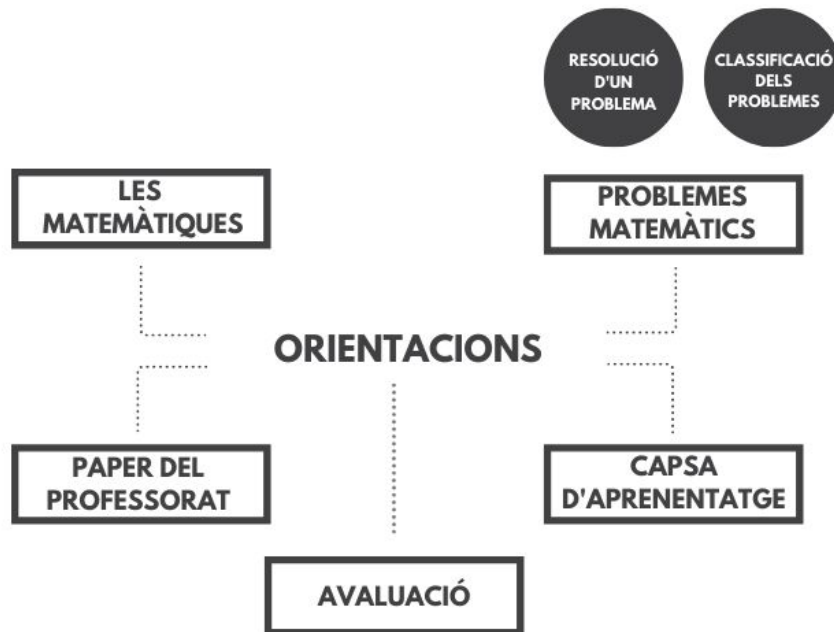 RESOLUCIÓ
D'UN
PROBLEMA
CLASSIFICACIÓ
DELS
PROBLEMES
LES
MATEMÀTIQUES
PROBLEMES
MATEMÀTICS
ORIENTACIONS
PAPER DEL
PROFESSORAT
CAPSA
D'APRENENTATGE
AVALUACIÓ